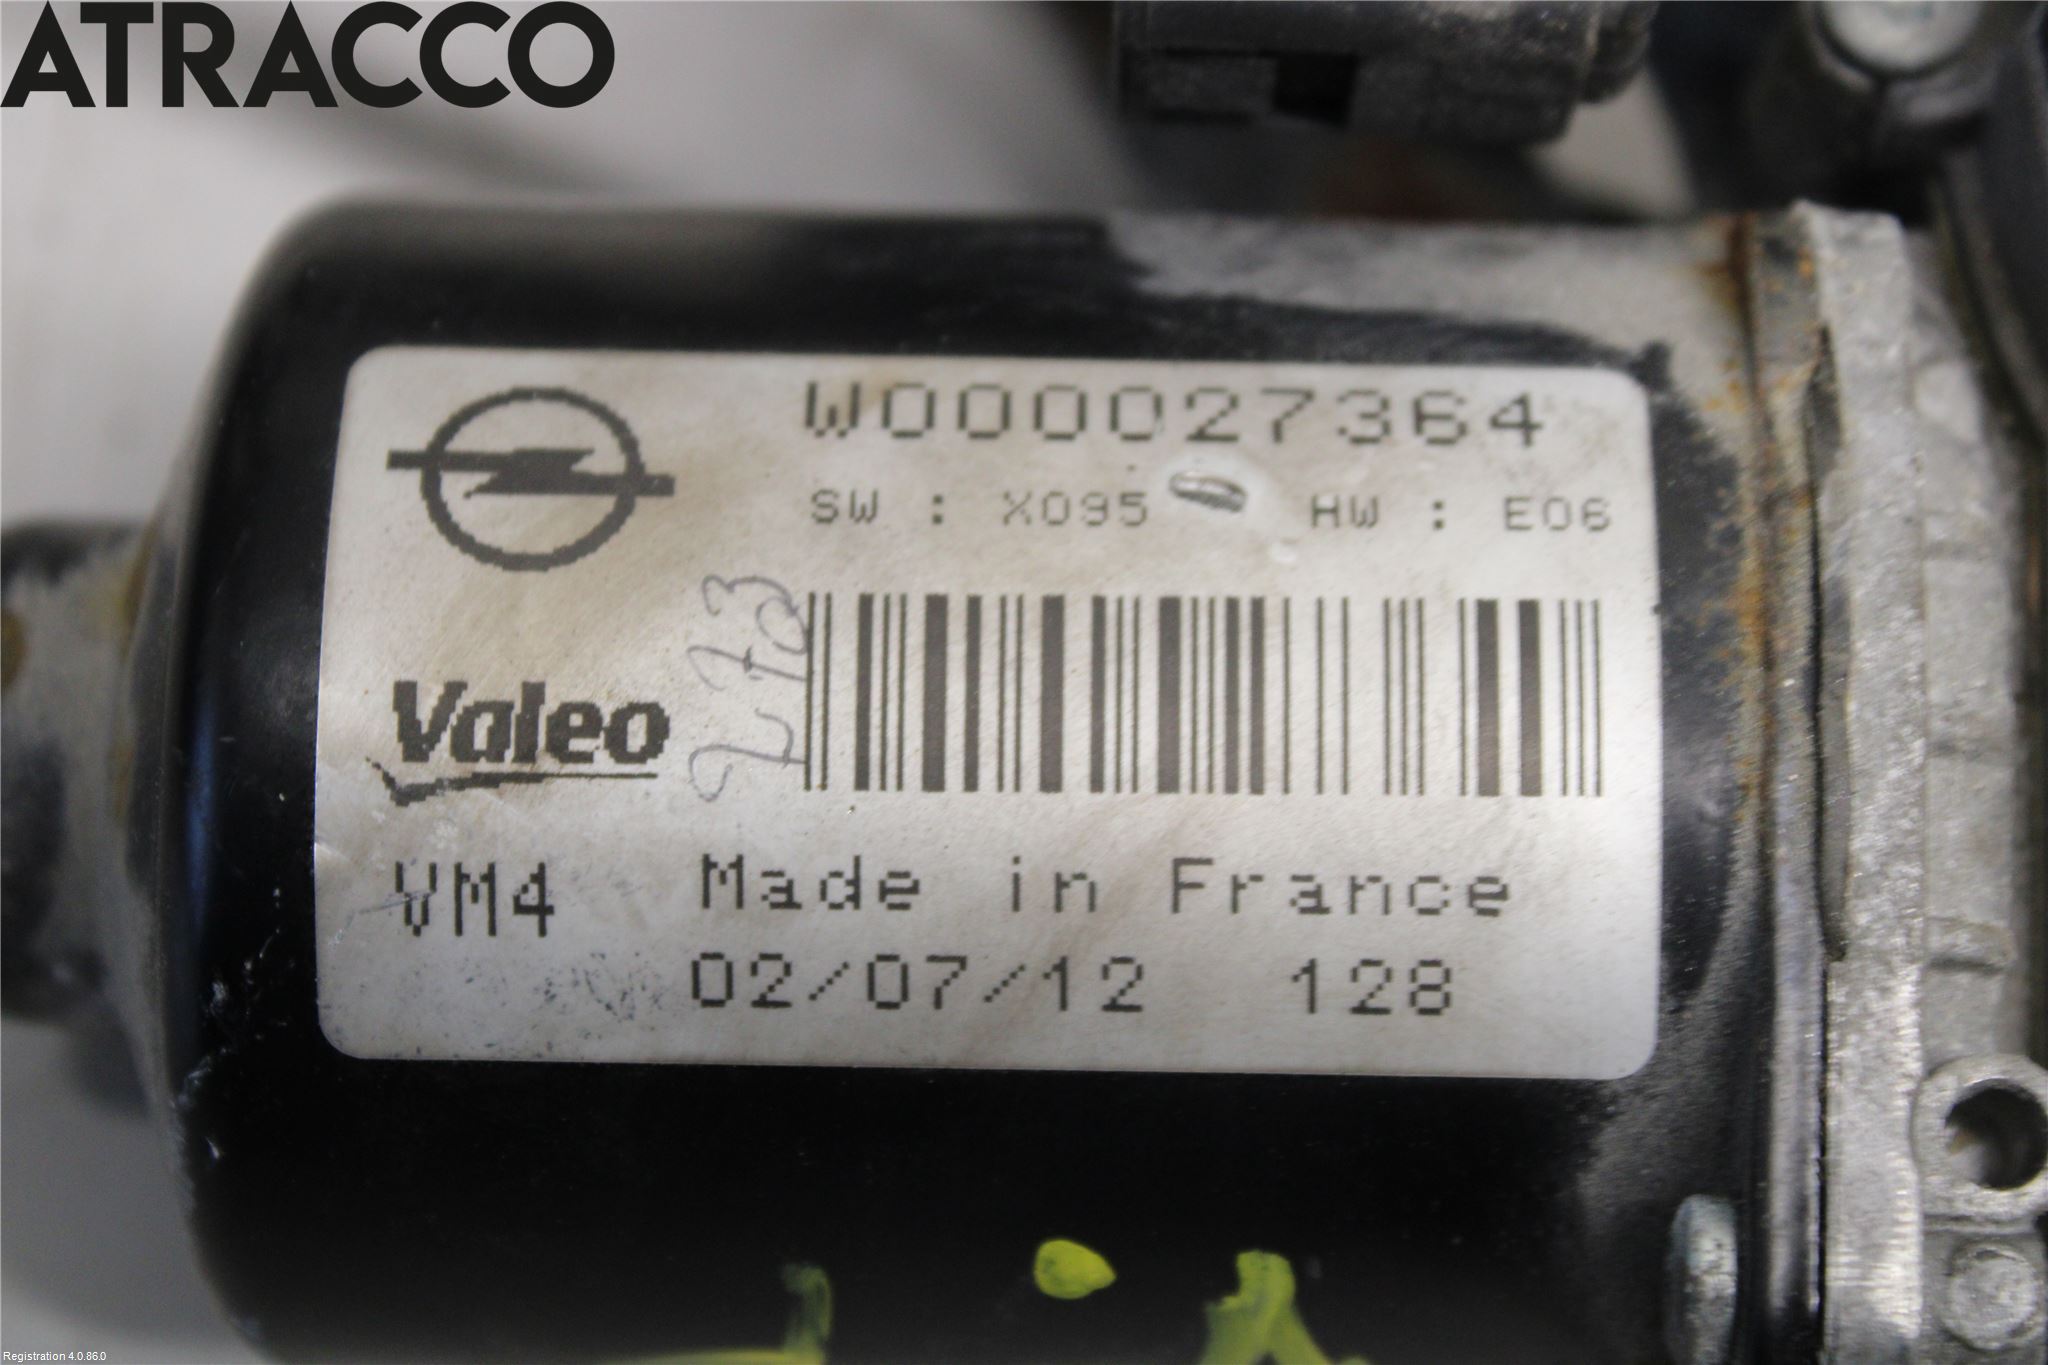 ATRACCO
W000027364
SW : X095 HW : E06
273
Valeo
VM4 Made in France
02/07/12 128
Registration 4.0.86.0